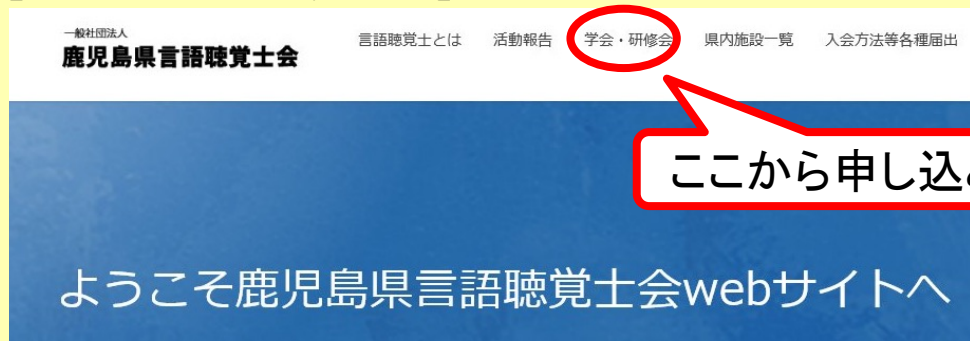 一般社団法人
鹿児島県言語聴覚士会
言語聴覚士とは 活動報告 学会・研修会 県内施設一覧 入会方法等各種届出
ここから申し込
ようこそ鹿児島県言語聴覚士会webサイトへ